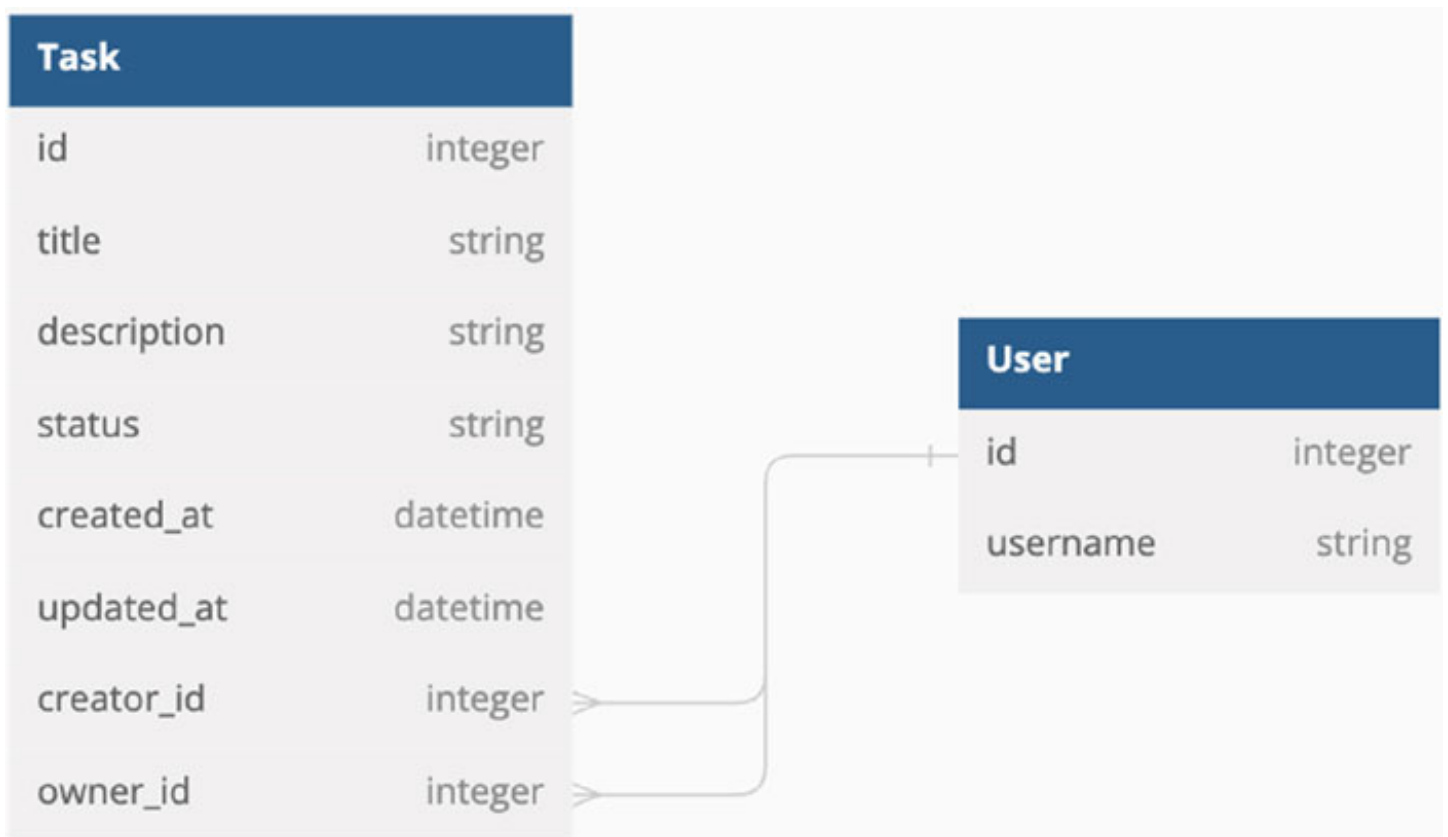 Task
id integer
title string
description string
status string
created_at datetime
updated_at datetime
creator_id integer
owner_id integer
User
id integer
username string